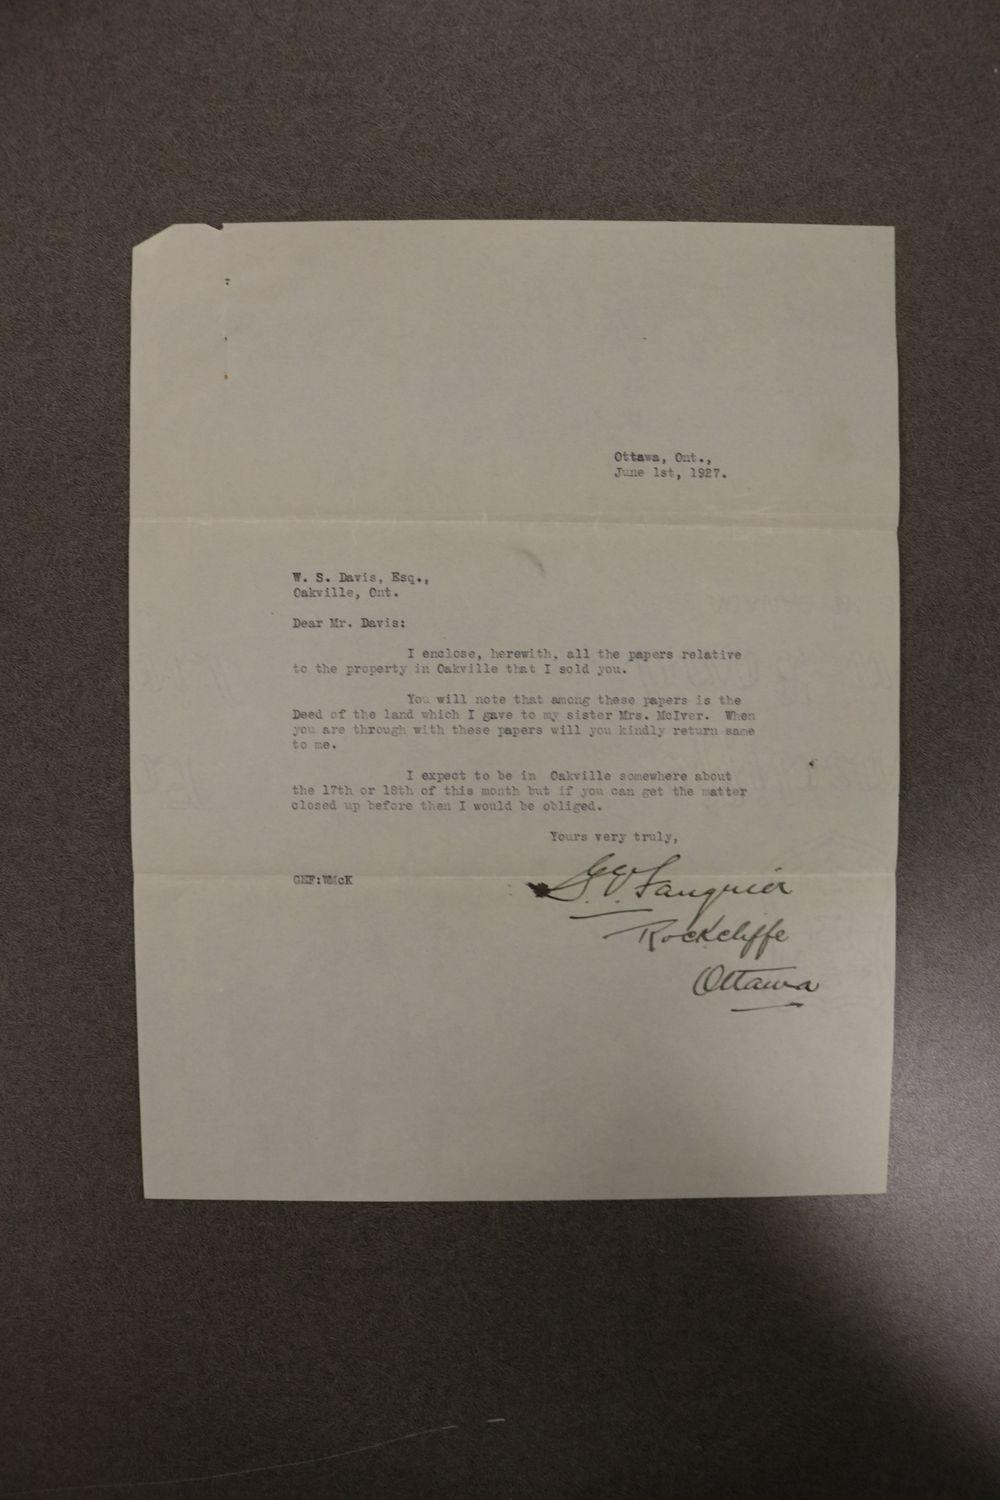 Ottawa, Ont.,
June 1st, 1927.
W. S. Davis, Esq.,
Oakville, Ont.
Dear Mr. Davis:
I enclose, herewith, all the papers relative
to the property in Oakville that I sold you.
You will note that among these papers is the
Deed of the land which I gave to my sister Mrs. McIver. When
you are through with these papers will you kindly return same
to me.
I expect to be in Oakville somewhere about
the 17th or 18th of this month but if you can get the matter
closed up before then I would be obliged.
Yours very truly,
GEF:WMcK
Fauquier
Rockcliffe
Ottawa